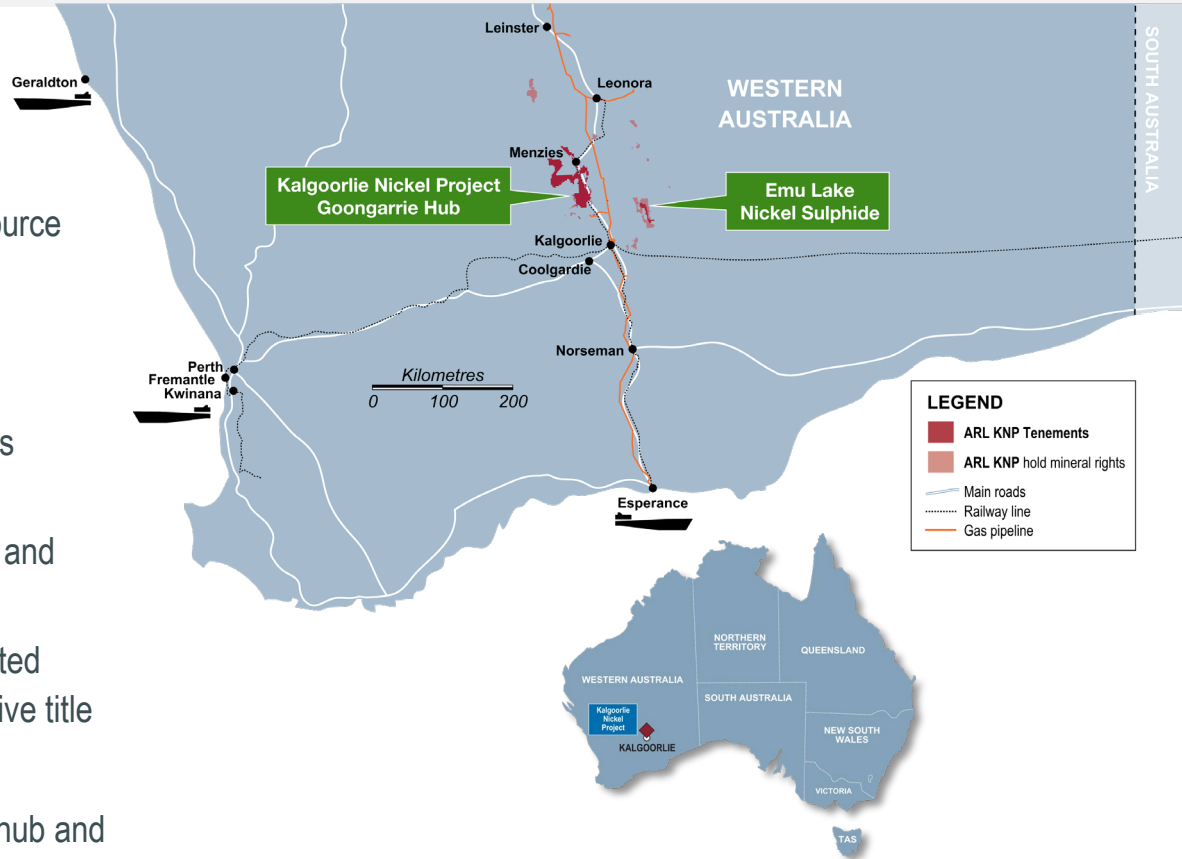 ource
s
and
ted
ive title
hub and
Leinster
Geraldton
Leonora
WESTERN
AUSTRALIA
SOUTH AUSTRALIA
Menzies
Kalgoorlie Nickel Project
Goongarrie Hub
Emu Lake
Nickel Sulphide
Kalgoorlie
Coolgardie
Norseman
Perth
Fremantle
Kwinana
Kilometres
0 100 200
Esperance
LEGEND
ARL KNP Tenements
ARL KNP hold mineral rights
Main roads
Railway line
Gas pipeline
NORTHERN
TERRITORY
QUEENSLAND
WESTERN AUSTRALIA
SOUTH AUSTRALIA
Kalgoorlie
Nickel
Project
KALGOORLIE
NEW SOUTH
WALES
VICTORIA
TAS